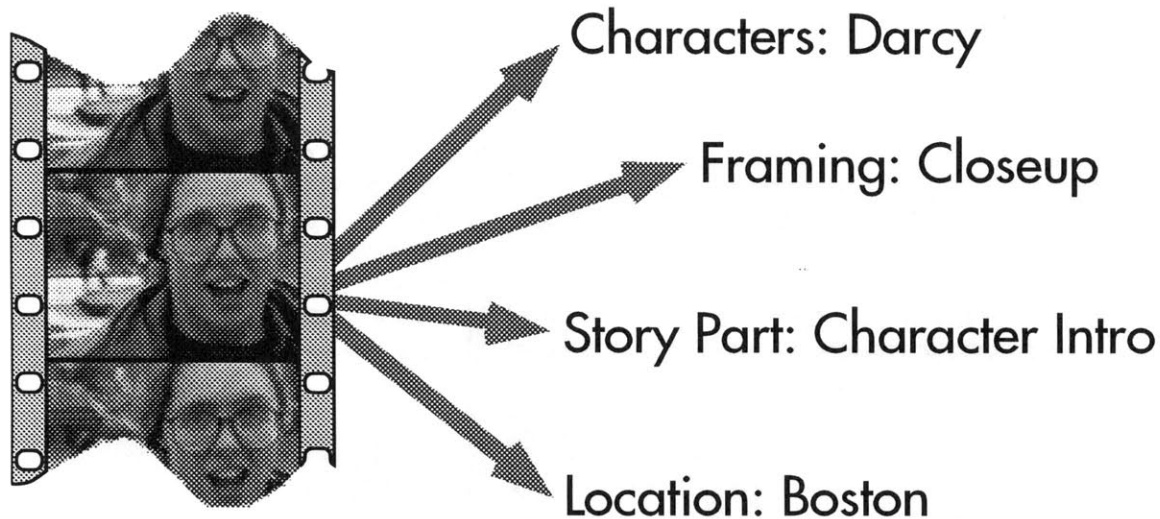 Characters: Darcy
Framing: Closeup
Story Part: Character Intro
Location: Boston